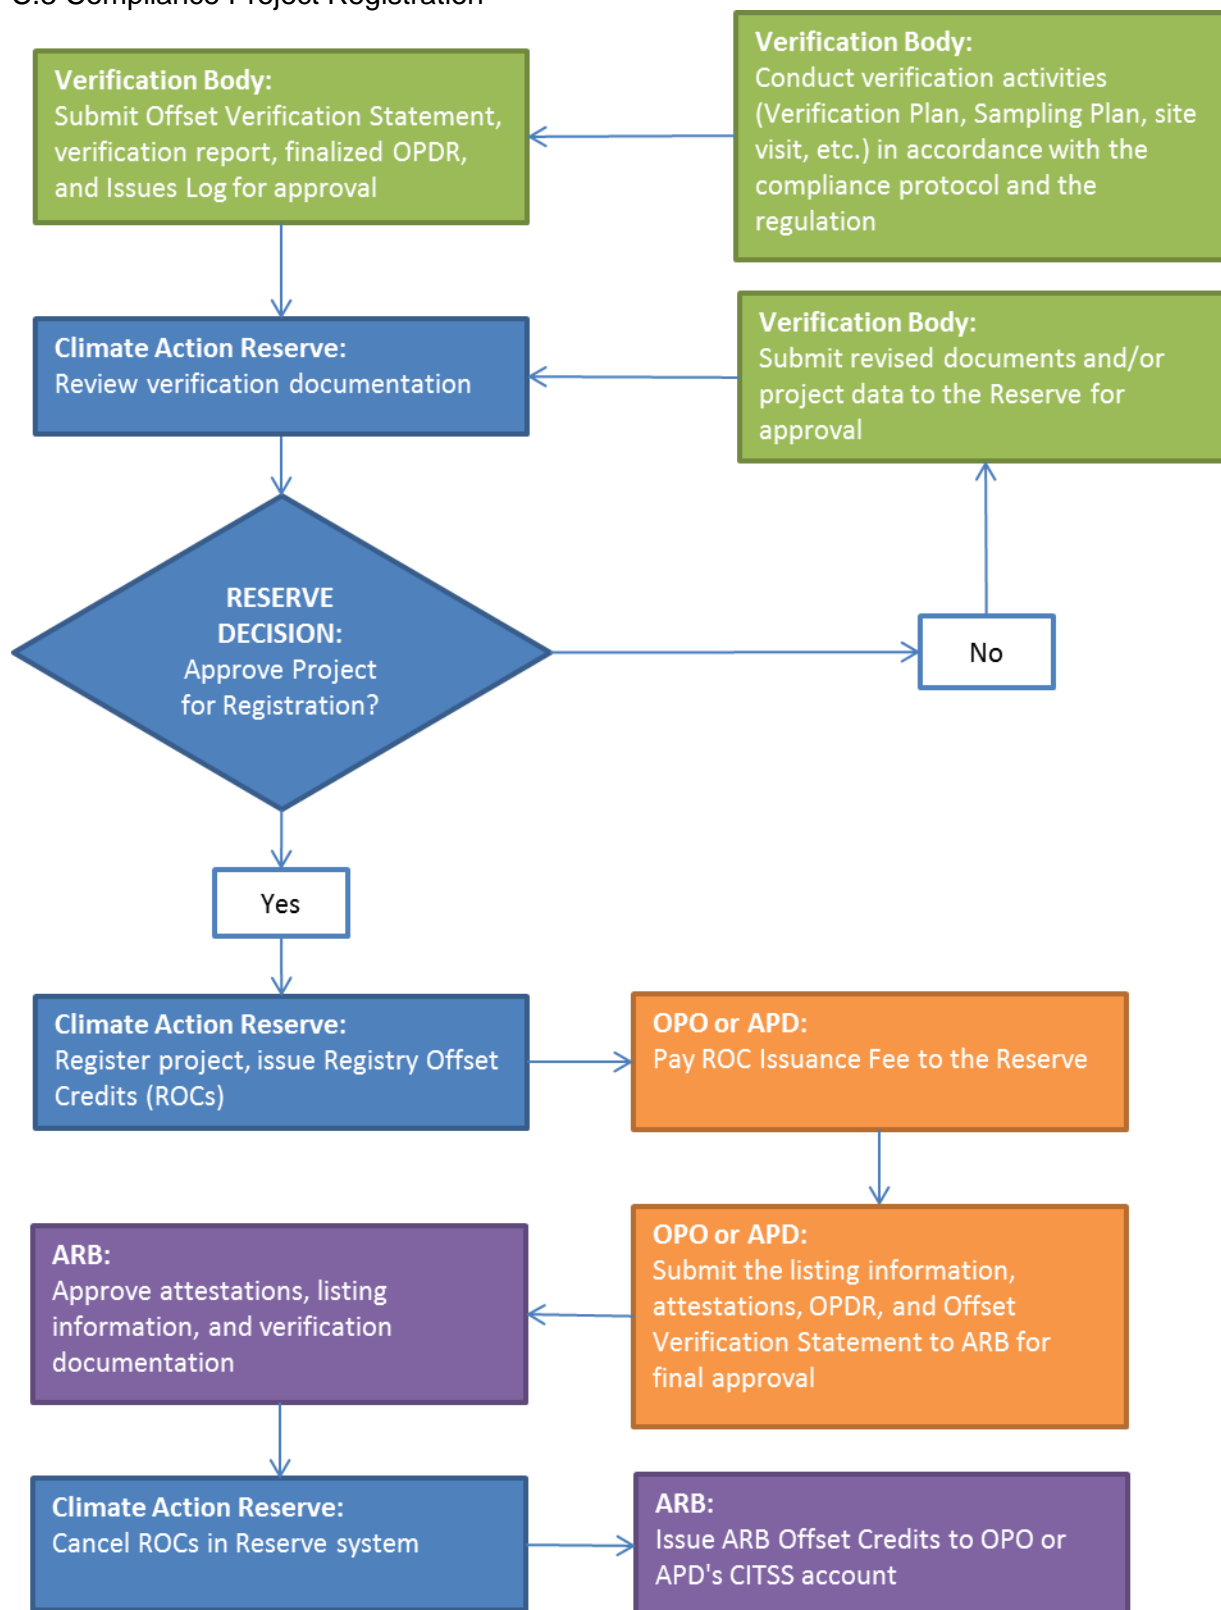 Compliance Project Registration
Verification Body:
Submit Offset Verification Statement,
verification report, finalized OPDR,
and Issues Log for approval
Verification Body:
Conduct verification activities
(Verification Plan, Sampling Plan, site
visit, etc.) in accordance with the
compliance protocol and the
regulation
Climate Action Reserve:
Review verification documentation
Verification Body:
Submit revised documents and/or
project data to the Reserve for
approval
RESERVE
DECISION:
Approve Project
for Registration?
No
Yes
Climate Action Reserve:
Register project, issue Registry Offset
Credits (ROCs)
OPO or APD:
Pay ROC Issuance Fee to the Reserve
ARB:
Approve attestations, listing
information, and verification
documentation
OPO or APD:
Submit the listing information,
attestations, OPDR, and Offset
Verification Statement to ARB for
final approval
Climate Action Reserve:
Cancel ROCs in Reserve system
ARB:
Issue ARB Offset Credits to OPO or
APD's CITSS account